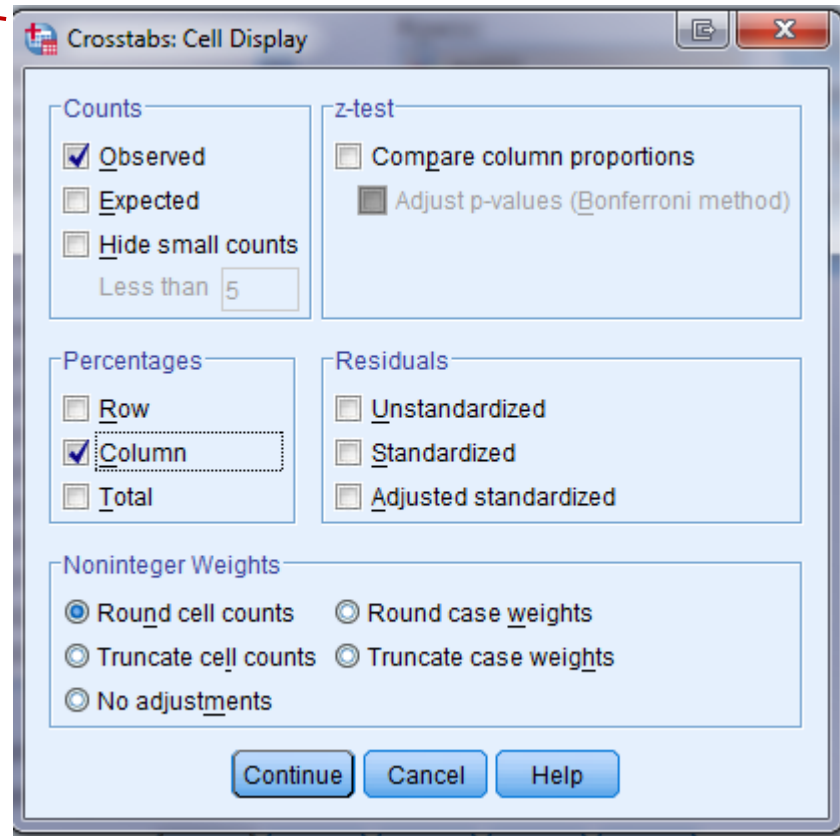 Crosstabs: Cell Display
Counts
Observed
Expected
Hide small counts
Less than 5
z-test
Compare column proportions
Adjust p-values (Bonferroni method)
Percentages
Row
Column
Total
Residuals
Unstandardized
Standardized
Adjusted standardized
Noninteger Weights
Round cell counts
Round case weights
Truncate cell counts
Truncate case weights
No adjustments
Continue
Cancel
Help